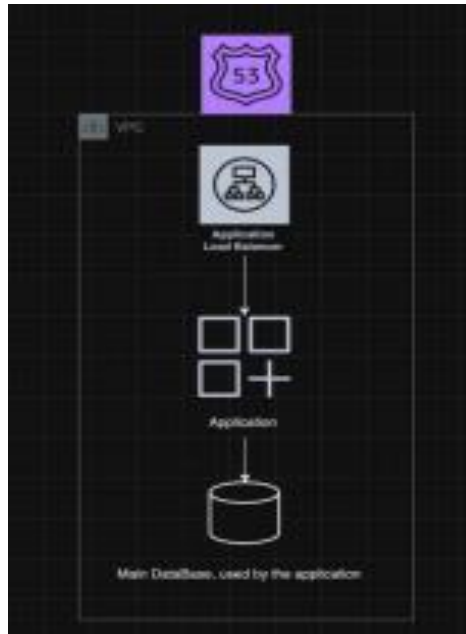 53
VPC
Application
Load Balancer
Application
Main DataBase, used by the application